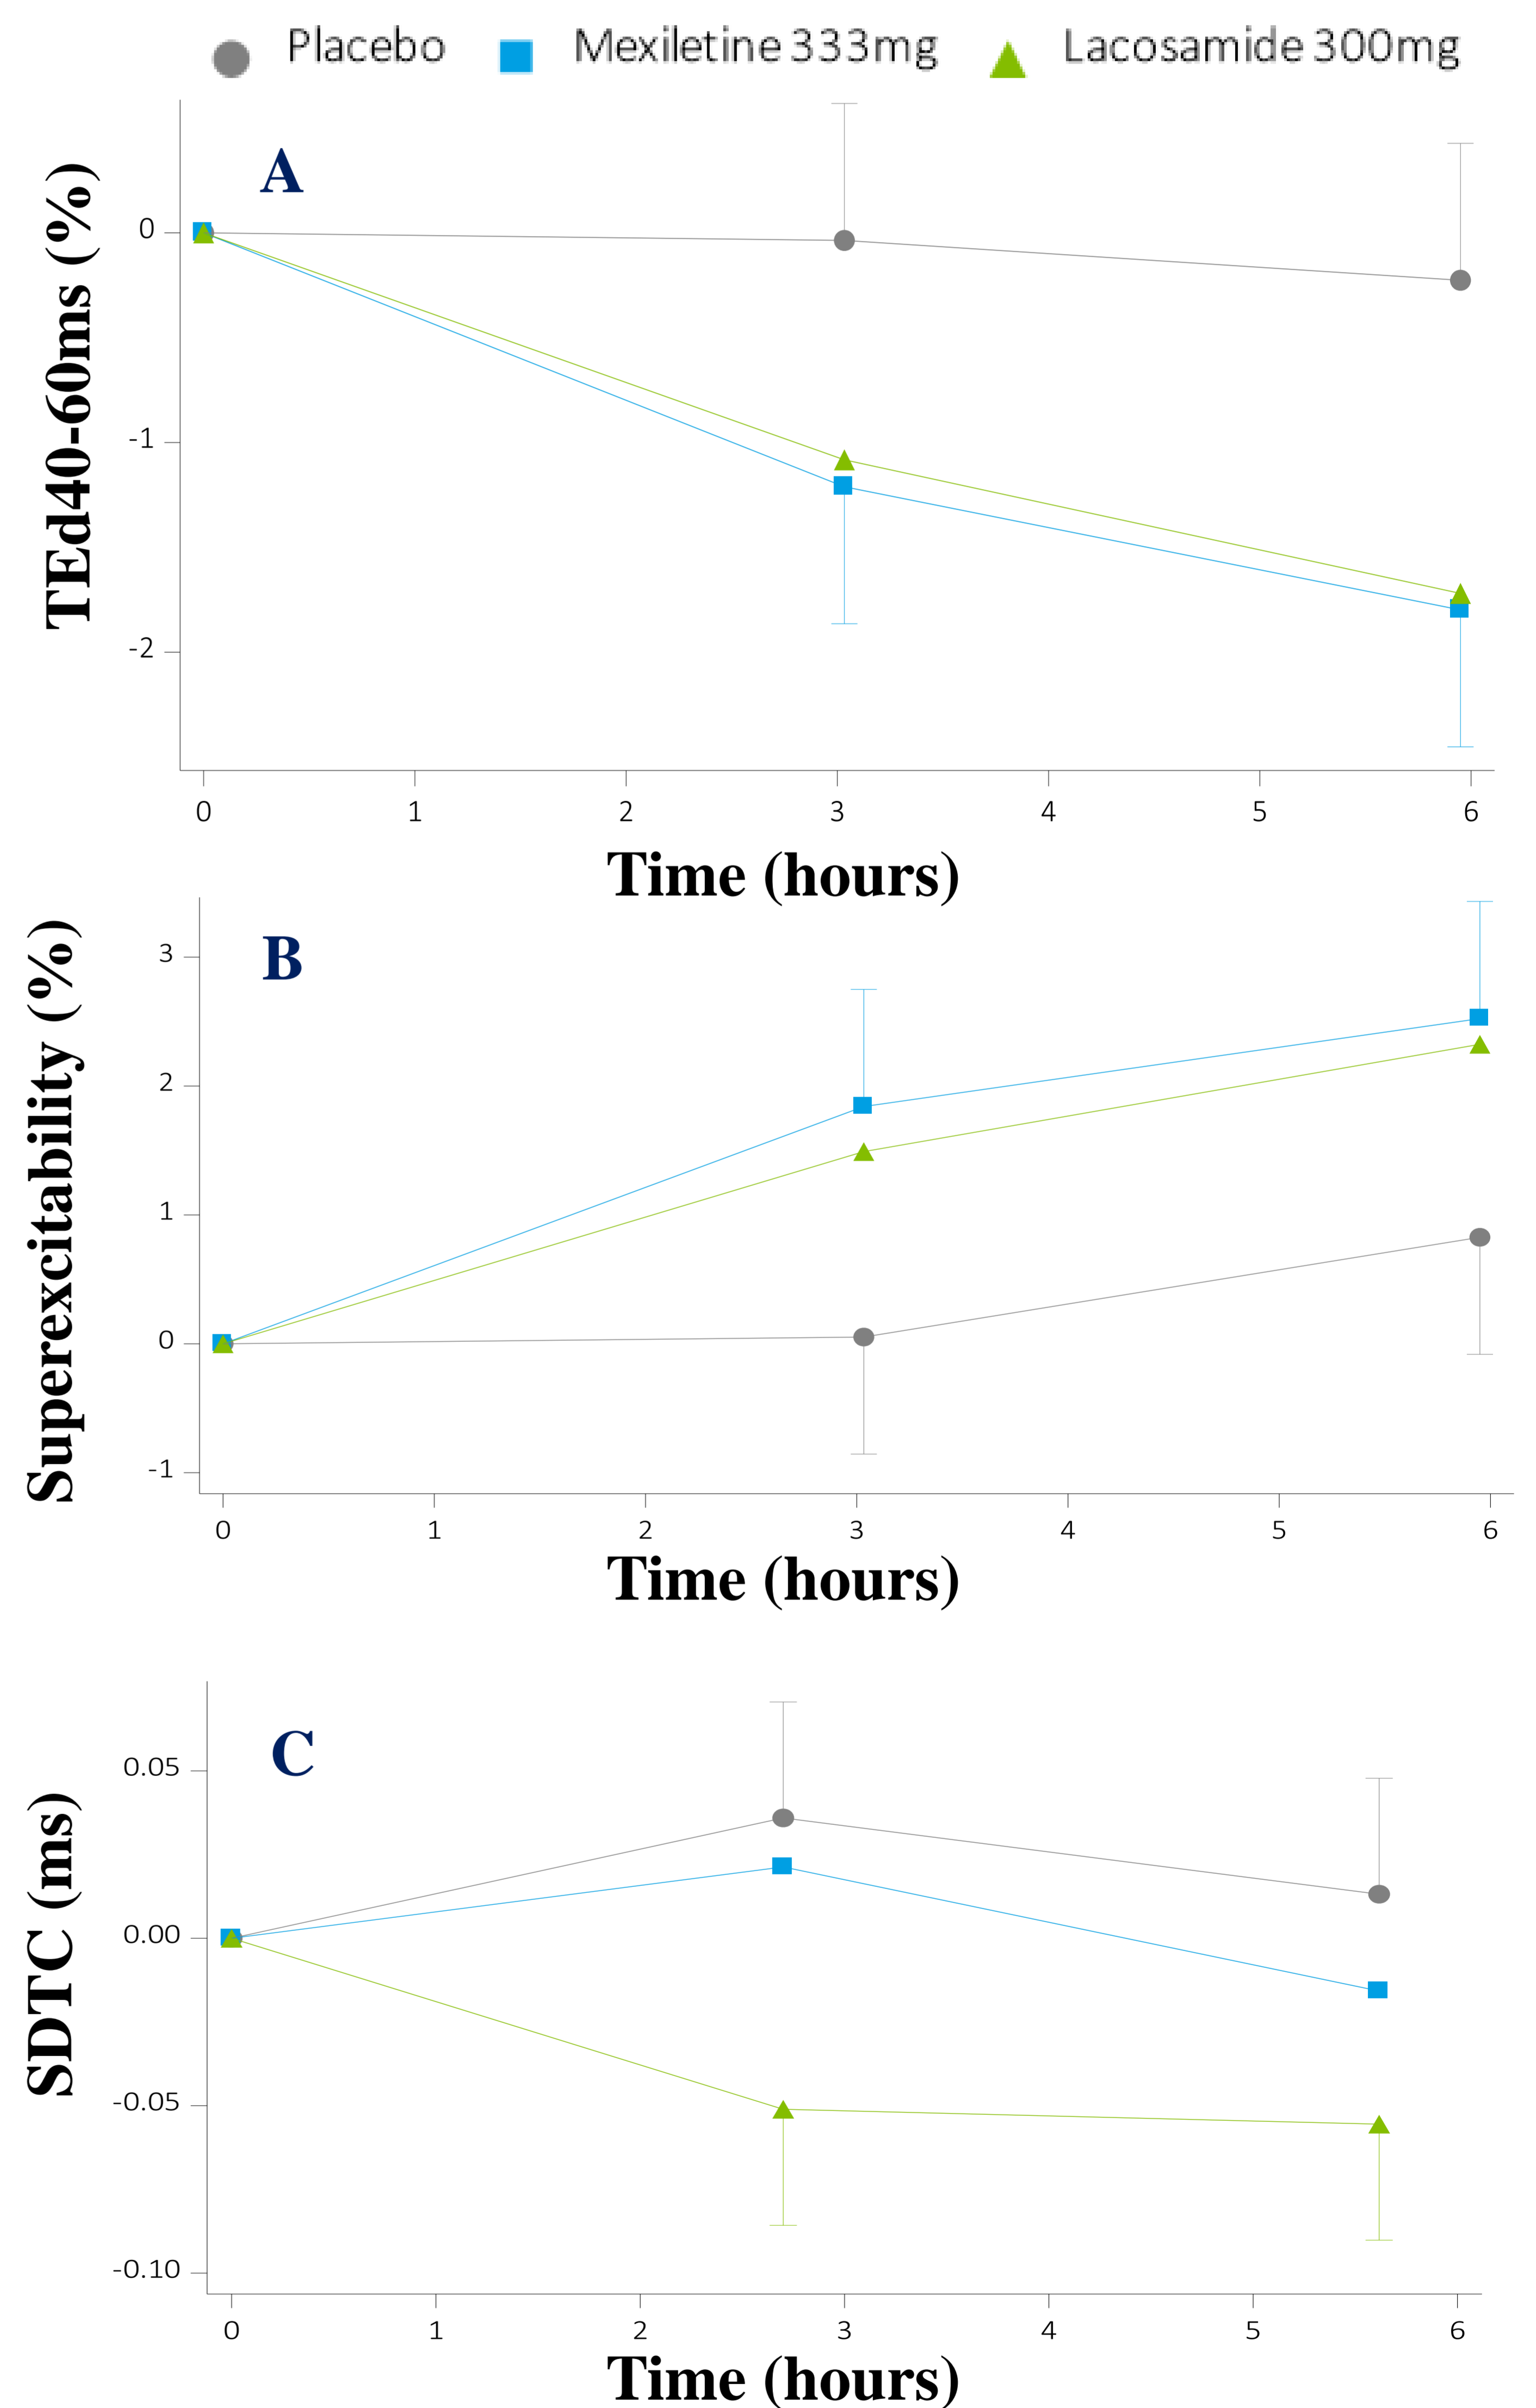 Placebo Mexiletine 333mg Lacosamide 300mg
A
TEd40-60ms (%)
0
-1
-2
0 1 2 3 4 5 6
Time (hours)
B
Superexcitability (%)
3
2
1
0
-1
0 1 2 3 4 5 6
Time (hours)
C
SDTC (ms)
0.05
0.00
-0.05
-0.10
0 1 2 3 4 5 6
Time (hours)